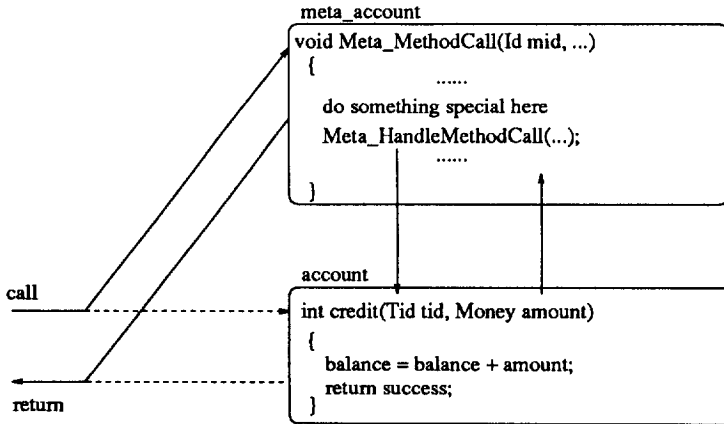 meta_account
void Meta_MethodCall(Id mid, ...)
{
......
do something special here
Meta_HandleMethodCall(...);
......
}
call
account
int credit(Tid tid, Money amount)
{
balance = balance + amount;
return success;
}
return